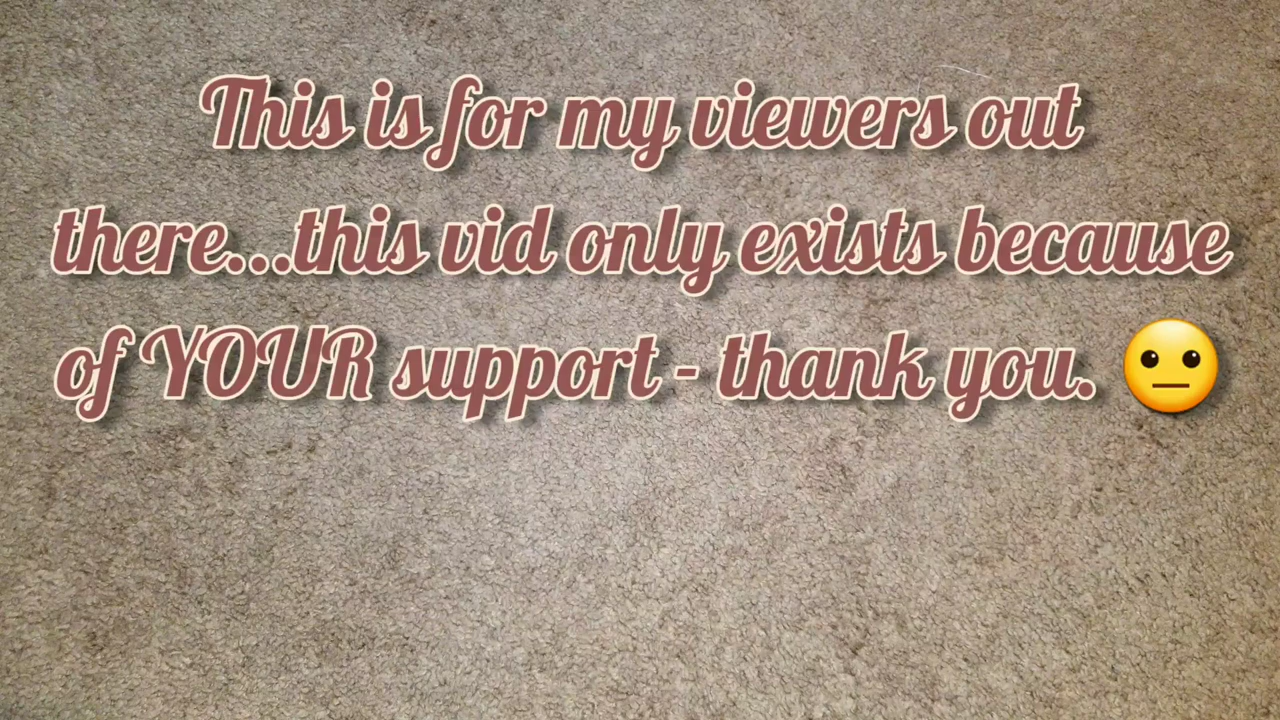 This is for my viewers out
there...this vid only exists because
of YOUR support - thank you. 😐